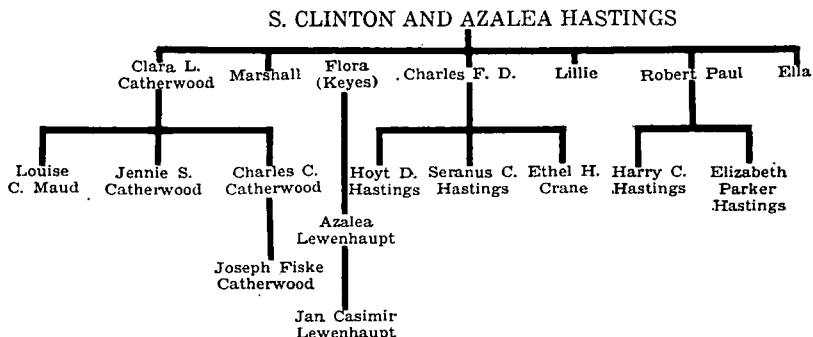 S. CLINTON AND AZALEA HASTINGS
Clara L.
Catherwood
Marshall
Flora
(Keyes)
Charles F. D.
Lillie
Robert Paul
Ella
Louise
C. Maud
Jennie S.
Catherwood
Charles C.
Catherwood
Hoyt D.
Hastings
Seranus C.
Hastings
Ethel H.
Crane
Harry C.
Hastings
Elizabeth
Parker
Hastings
Azalea
Lewenhaupt
Joseph Fiske
Catherwood
Jan Casimir
Lewenhaupt